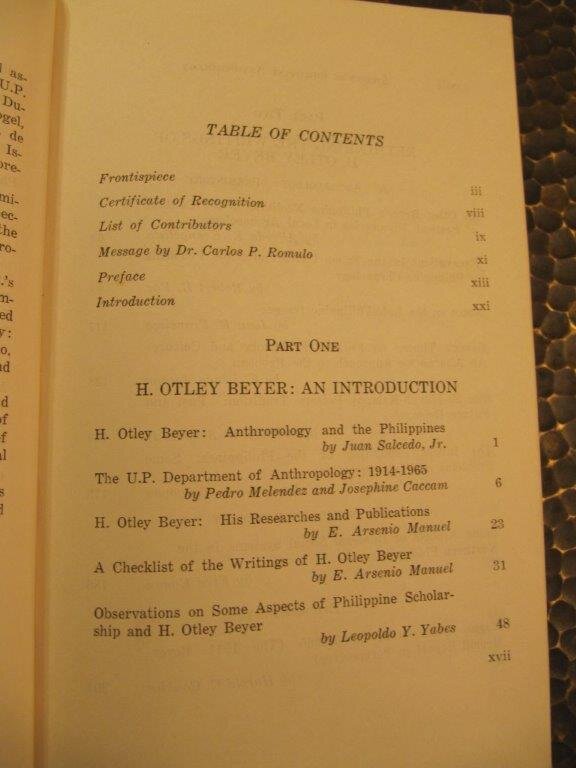 TABLE OF CONTENTS
Frontispiece iii
Certificate of Recognition viii
List of Contributors ix
Message by Dr. Carlos P. Romulo xi
Preface xiii
Introduction xxi
PART ONE
H. OTLEY BEYER: AN INTRODUCTION
H. Otley Beyer: Anthropology and the Philippines
by Juan Salcedo, Jr. 1
The U.P. Department of Anthropology: 1914-1965
by Pedro Melendez and Josephine Caccam 6
H. Otley Beyer: His Researches and Publications
by E. Arsenio Manuel 23
A Checklist of the Writings of H. Otley Beyer
by E. Arsenio Manuel 31
Observations on Some Aspects of Philippine Scholar-
ship and H. Otley Beyer
by Leopoldo Y. Yabes 48
xvii